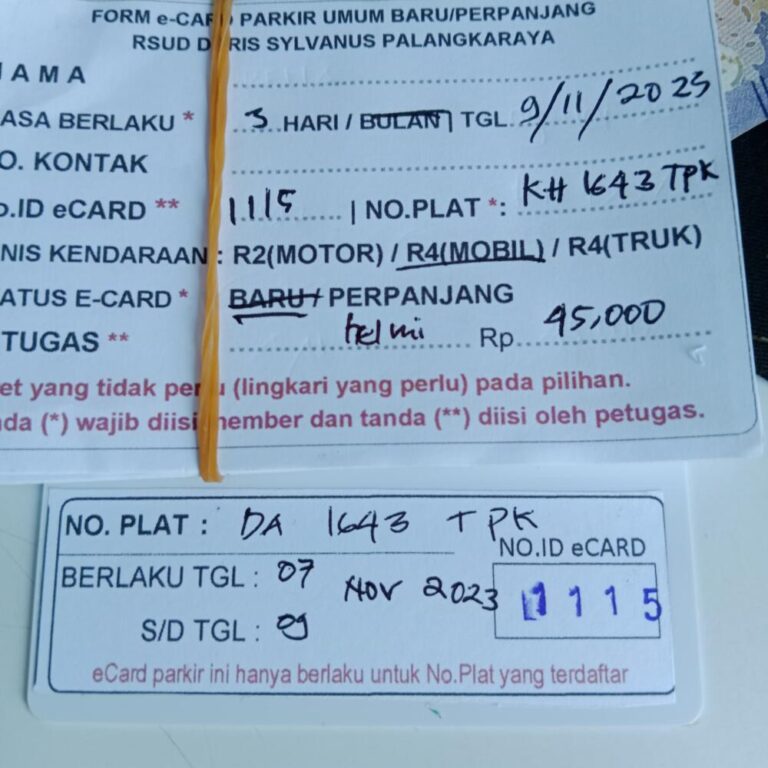 FORM e-CARD PARKIR UMUM BARU/PERPANJANG
RSUD DORIS SYLVANUS PALANGKARAYA
AMA
ASA BERLAKU * 3 HARI / BULAN | TGL. 9/11/2023
O. KONTAK
o.ID eCARD ** 1115 | NO.PLAT *: KH 1643 TPK
NIS KENDARAAN : R2(MOTOR) / R4(MOBIL) / R4(TRUK)
ATUS E-CARD * BARU / PERPANJANG
TUGAS ** helmi Rp. 45,000
et yang tidak perlu (lingkari yang perlu) pada pilihan.
nda (*) wajib diisi member dan tanda (**) diisi oleh petugas.
NO. PLAT : DA 1643 TPK
NO.ID eCARD
BERLAKU TGL : 07 Nov 2023 1115
S/D TGL : 09
eCard parkir ini hanya berlaku untuk No.Plat yang terdaftar